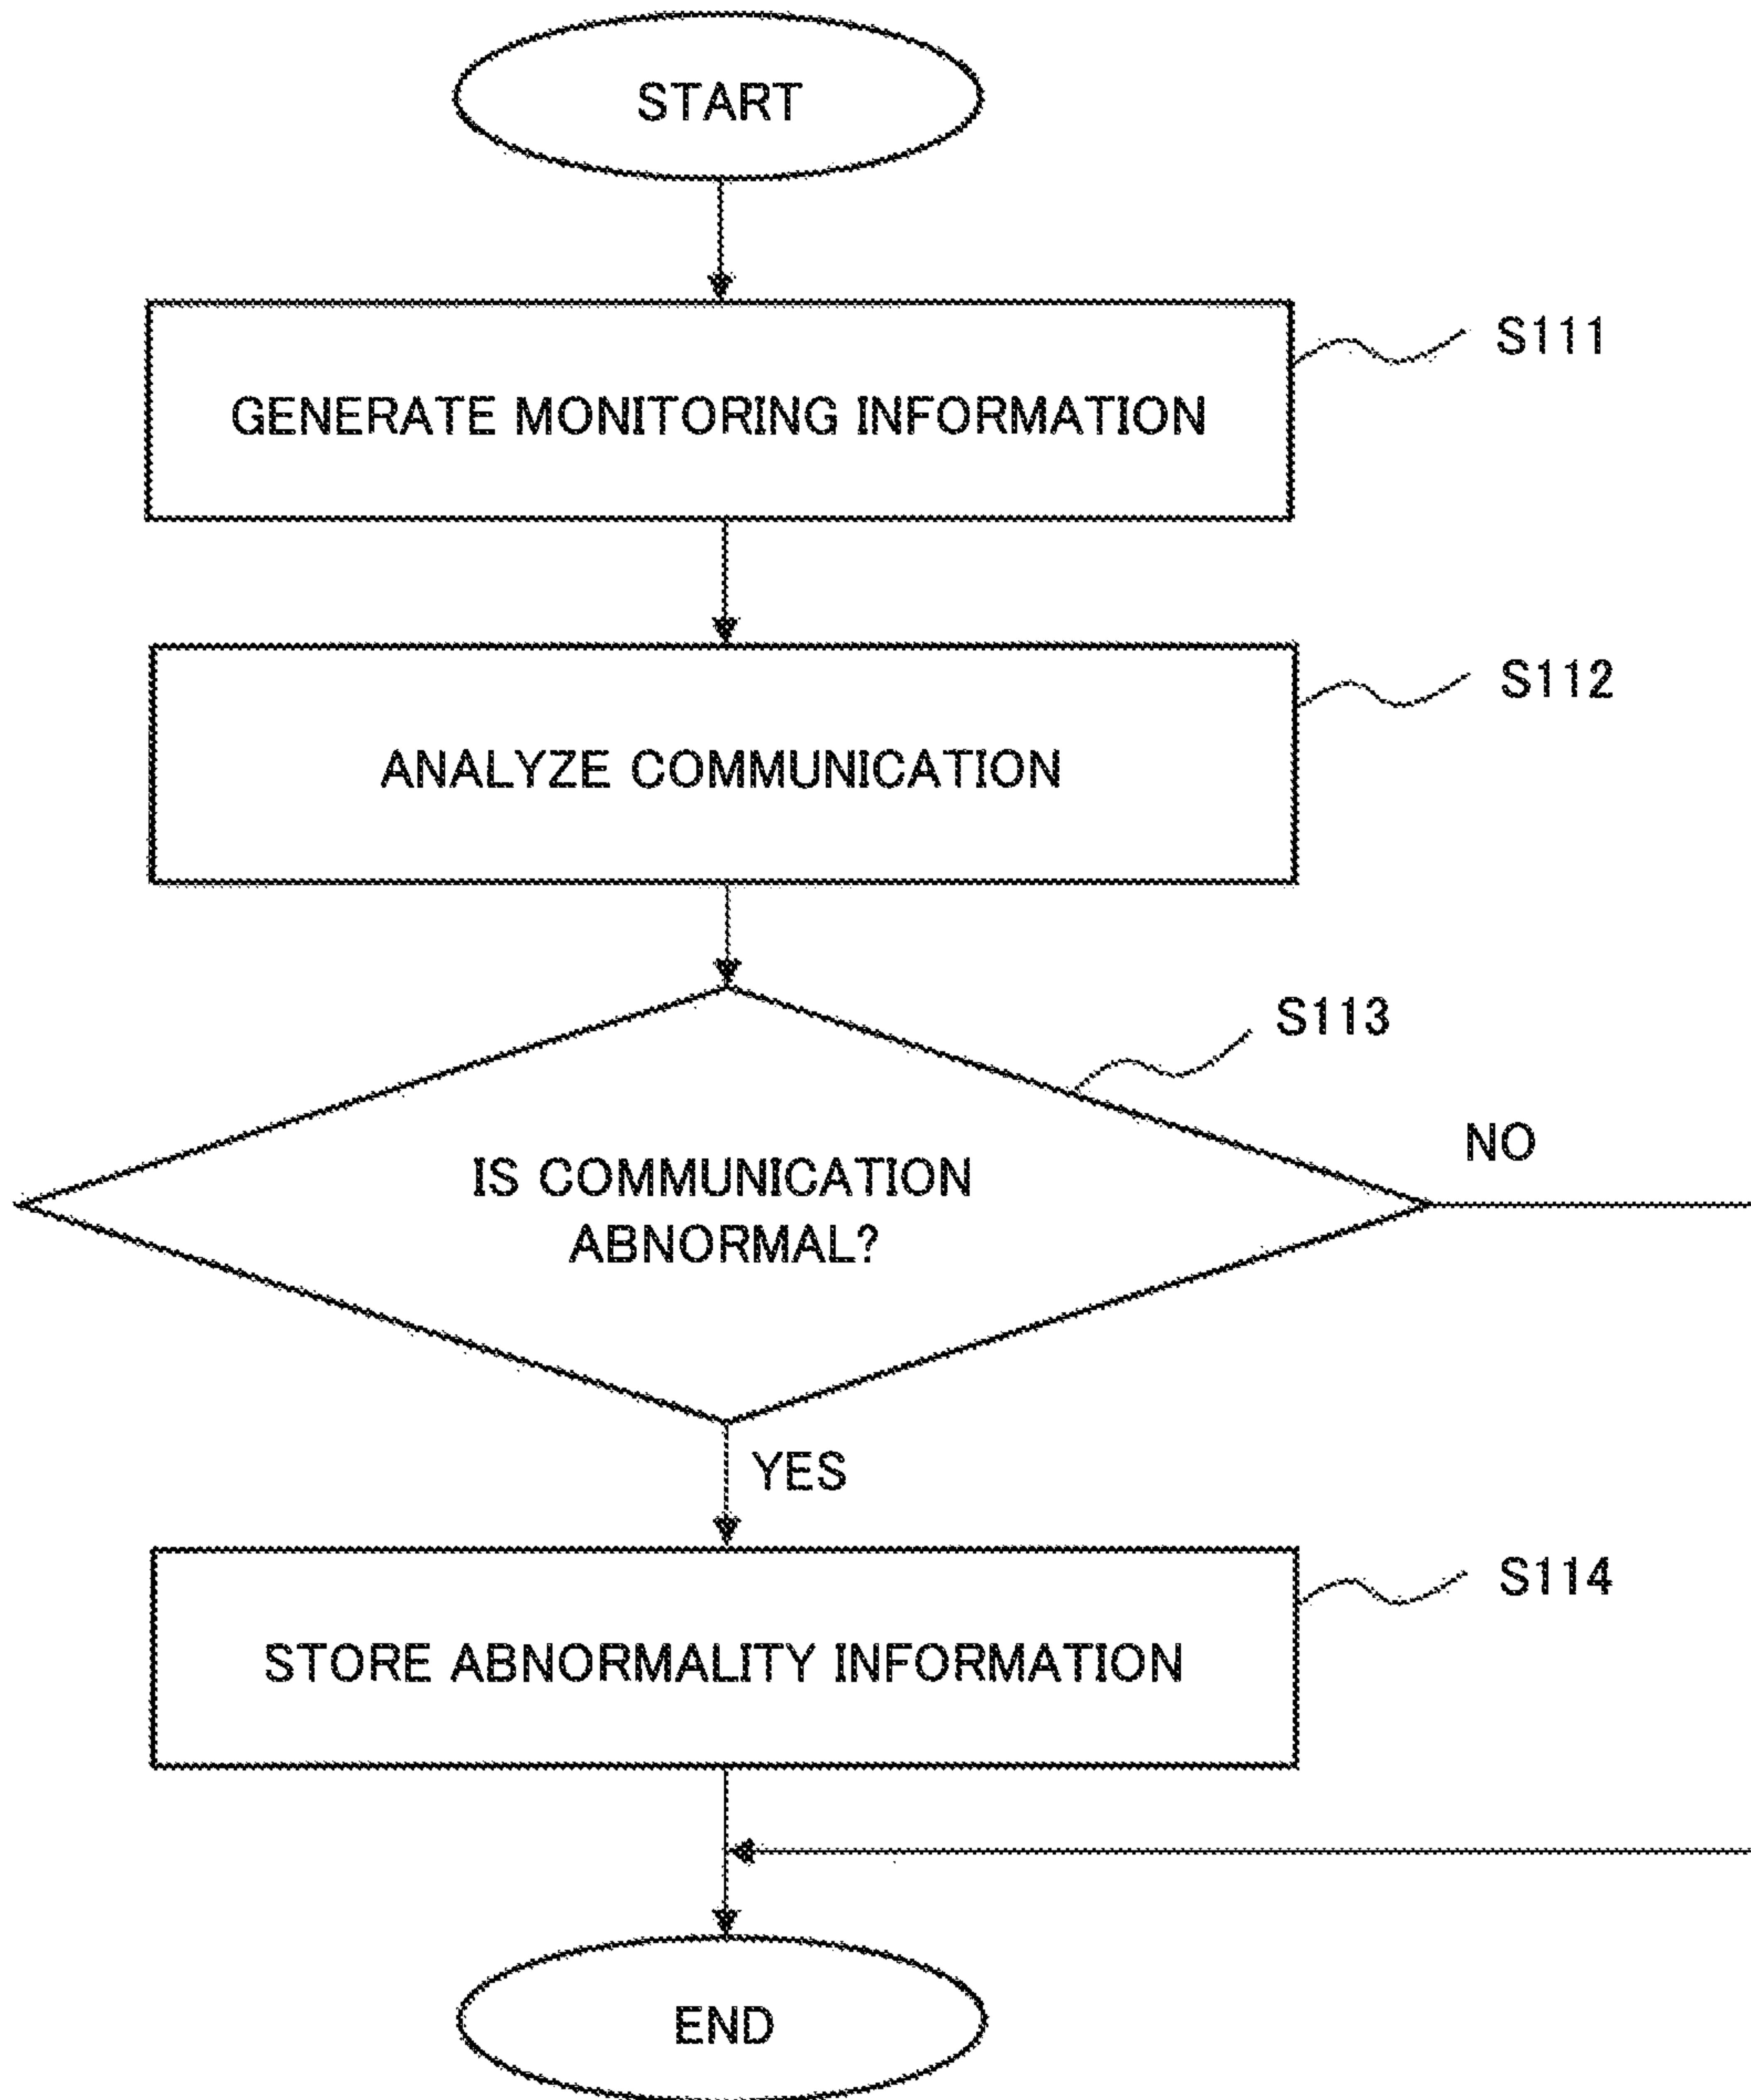 START
S111
GENERATE MONITORING INFORMATION
S112
ANALYZE COMMUNICATION
S113
NO
IS COMMUNICATION
ABNORMAL?
YES
S114
STORE ABNORMALITY INFORMATION
END